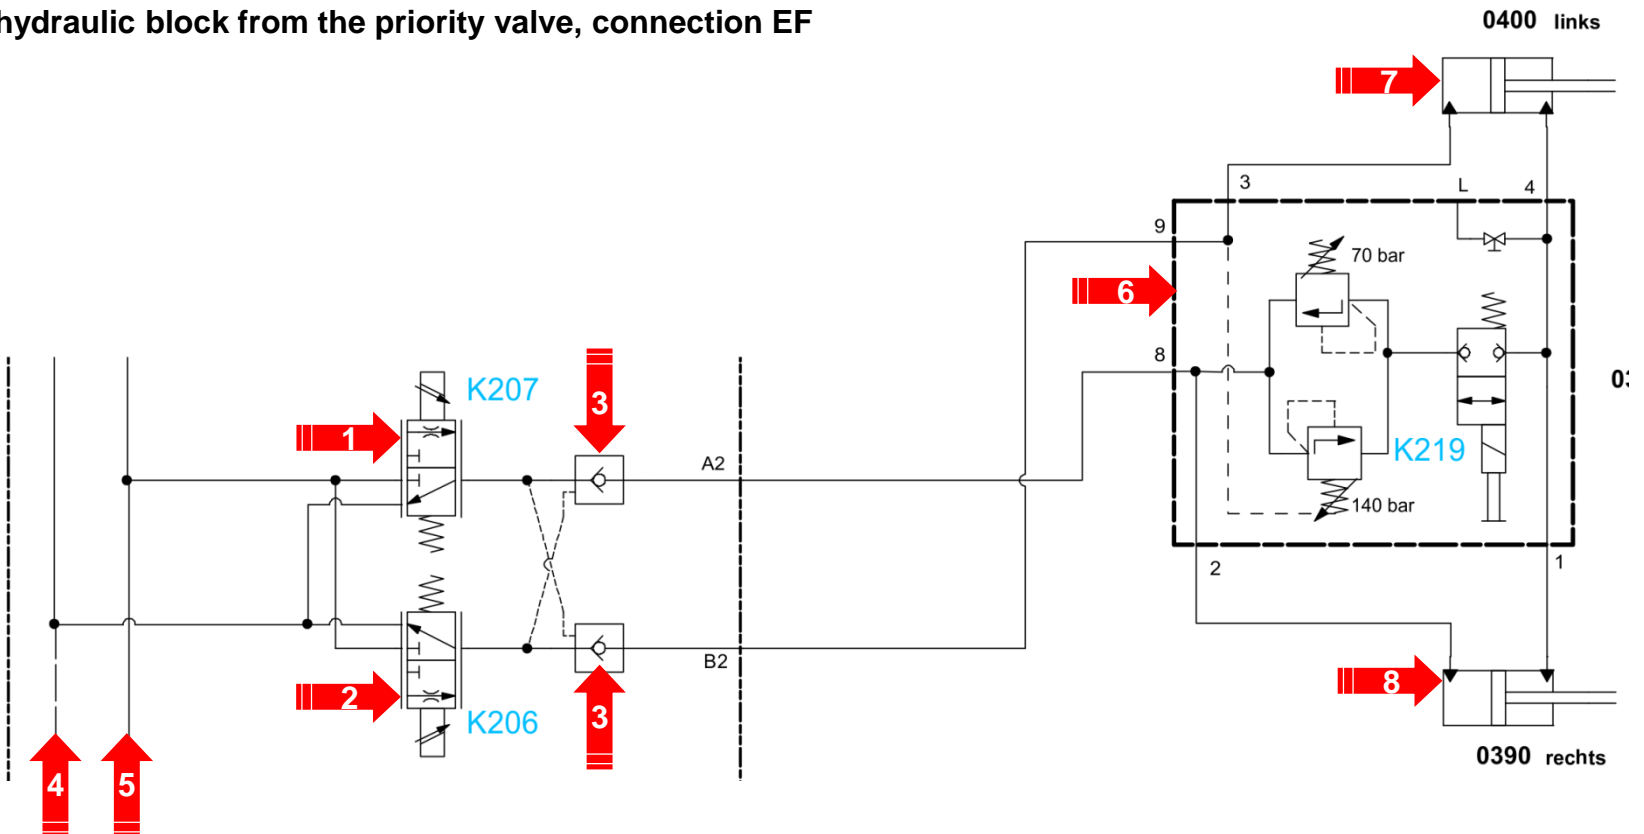 hydraulic block from the priority valve, connection EF
0400 links
7
3
L
4
9
70 bar
6
8
K207
3
1
A2
K219
140 bar
2
1
B2
2
K206
3
8
4
5
0390 rechts